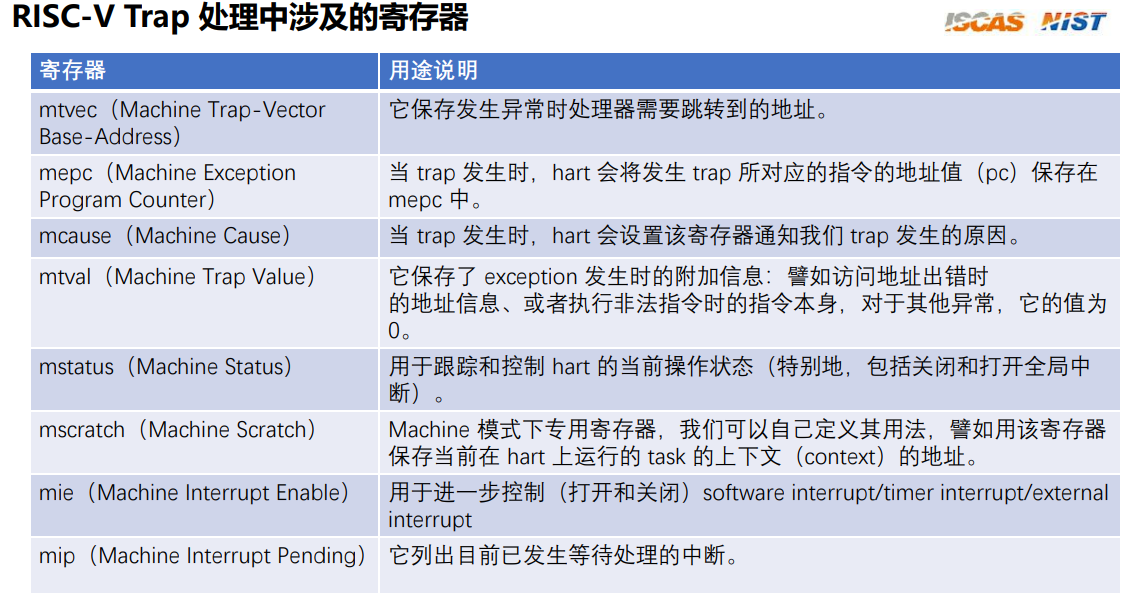 RISC-V Trap 处理中涉及的寄存器
ISCAS NIST
寄存器
用途说明
mtvec（Machine Trap-Vector
Base-Address）
它保存发生异常时处理器需要跳转到的地址。
mepc（Machine Exception
Program Counter）
当 trap 发生时，hart 会将发生 trap 所对应的指令的地址值（pc）保存在
mepc 中。
mcause（Machine Cause）
当 trap 发生时，hart 会设置该寄存器通知我们 trap 发生的原因。
mtval（Machine Trap Value）
它保存了 exception 发生时的附加信息：譬如访问地址出错时
的地址信息、或者执行非法指令时的指令本身，对于其他异常，它的值为
0。
mstatus（Machine Status）
用于跟踪和控制 hart 的当前操作状态（特别地，包括关闭和打开全局中
断）。
mscratch（Machine Scratch）
Machine 模式下专用寄存器，我们可以自己定义其用法，譬如用该寄存器
保存当前在 hart 上运行的 task 的上下文（context）的地址。
mie（Machine Interrupt Enable）
用于进一步控制（打开和关闭）software interrupt/timer interrupt/external
interrupt
mip（Machine Interrupt Pending）
它列出目前已发生等待处理的中断。